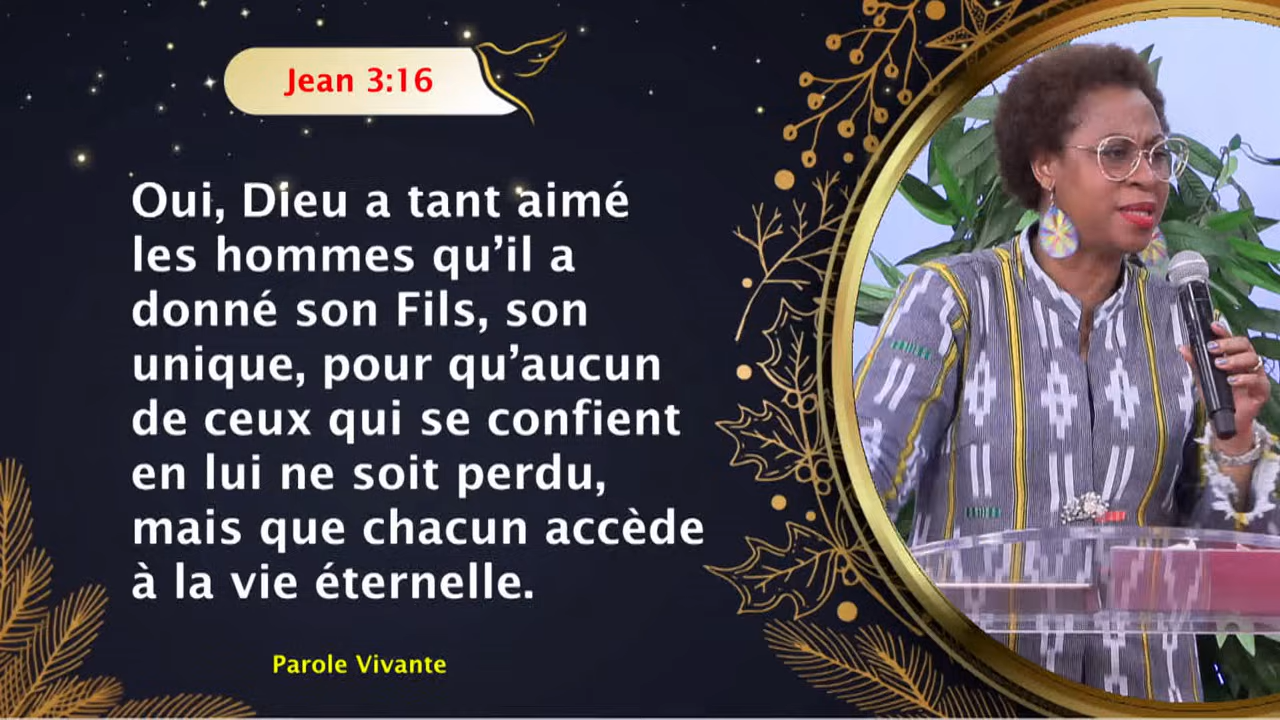 Jean 3:16
Oui, Dieu a tant aimé
les hommes qu’il a
donné son Fils, son
unique, pour qu’aucun
de ceux qui se confient
en lui ne soit perdu,
mais que chacun accède
à la vie éternelle.
Parole Vivante